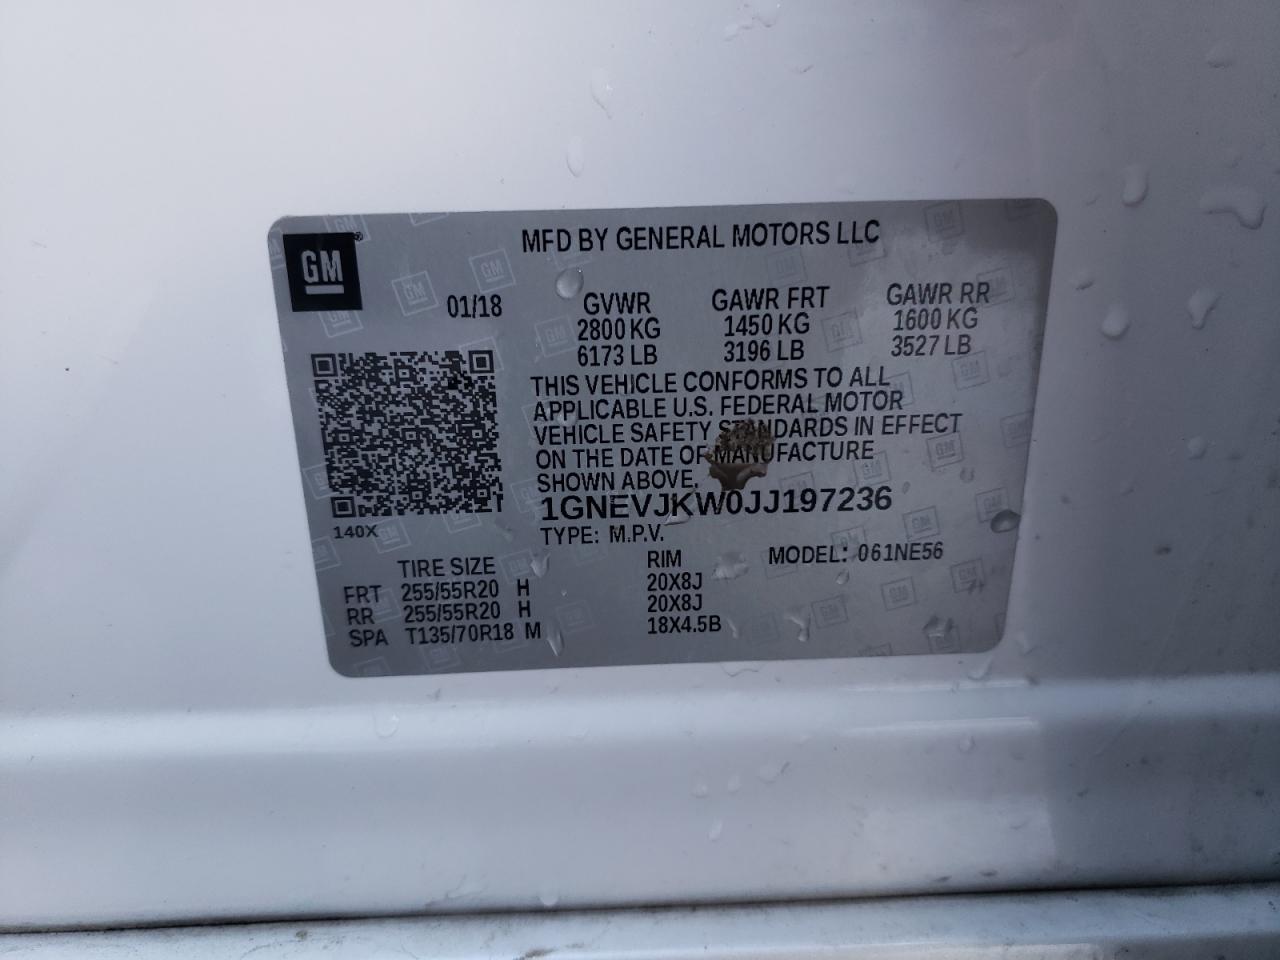 MFD BY GENERAL MOTORS LLC
GM®
01/18 GVWR GAWR FRT GAWR RR
2800 KG 1450 KG 1600 KG
6173 LB 3196 LB 3527 LB
THIS VEHICLE CONFORMS TO ALL
APPLICABLE U.S. FEDERAL MOTOR
VEHICLE SAFETY STANDARDS IN EFFECT
ON THE DATE OF MANUFACTURE
SHOWN ABOVE.
1GNEVJKW0JJ197236
140X
TYPE: M.P.V. MODEL: 061NE56
TIRE SIZE RIM
FRT 255/55R20 H 20X8J
RR 255/55R20 H 20X8J
SPA T135/70R18 M 18X4.5B